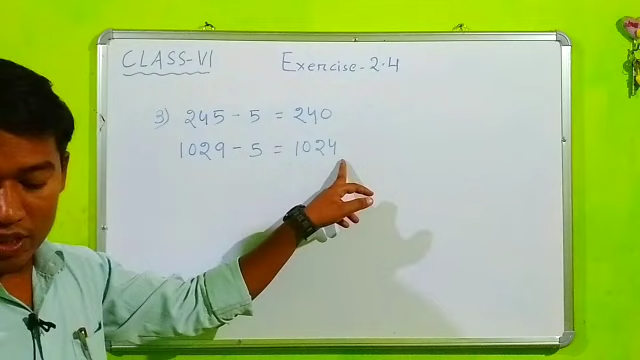 CLASS-VI Exercise-2.4
3) 245 - 5 = 240
1029 - 5 = 1024